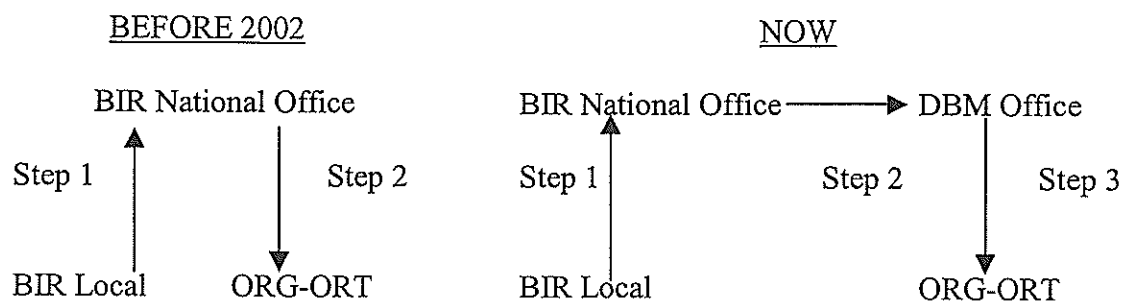 BEFORE 2002
NOW
BIR National Office
BIR National Office
DBM Office
Step 1
Step 2
Step 1
Step 2
Step 3
BIR Local
ORG-ORT
BIR Local
ORG-ORT